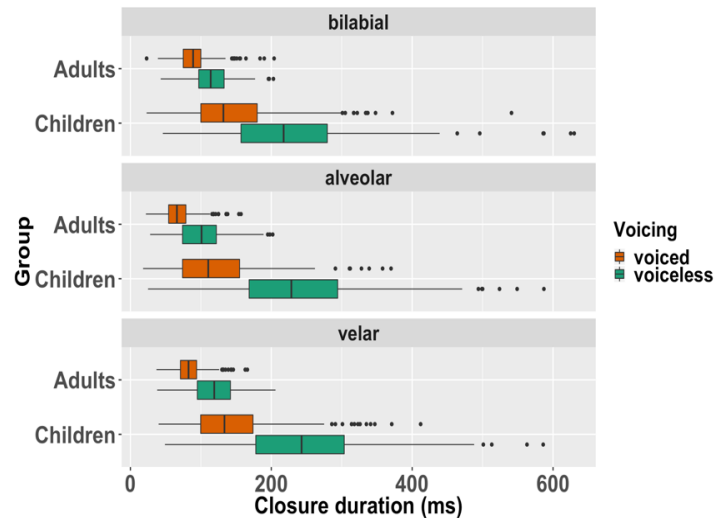 bilabial
Adults
Children
alveolar
Adults
Children
velar
Adults
Children
Group
0
200
400
600
Closure duration (ms)
Voicing
voiced
voiceless